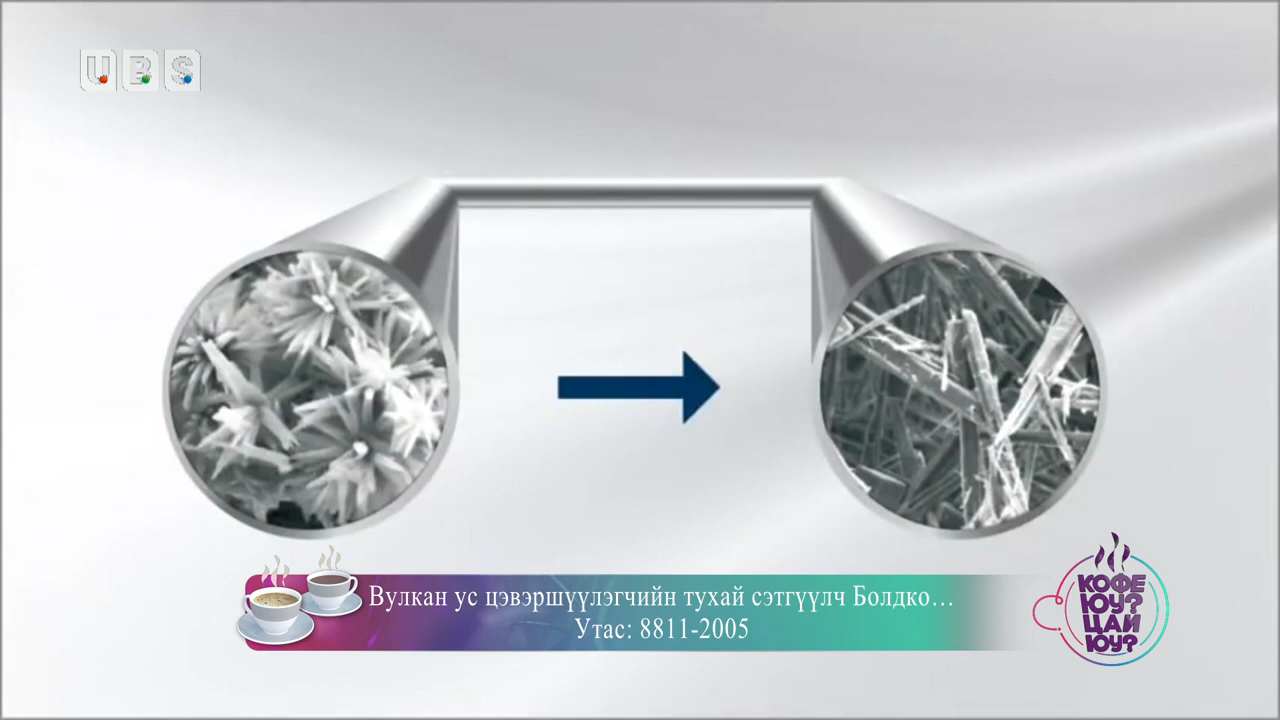 UBS
Вулкан ус цэвэршүүлэгчийн тухай сэтгүүлч Болдко...
Утас: 8811-2005
КОФЕ
ЮУ?
ЦАЙ
ЮУ?